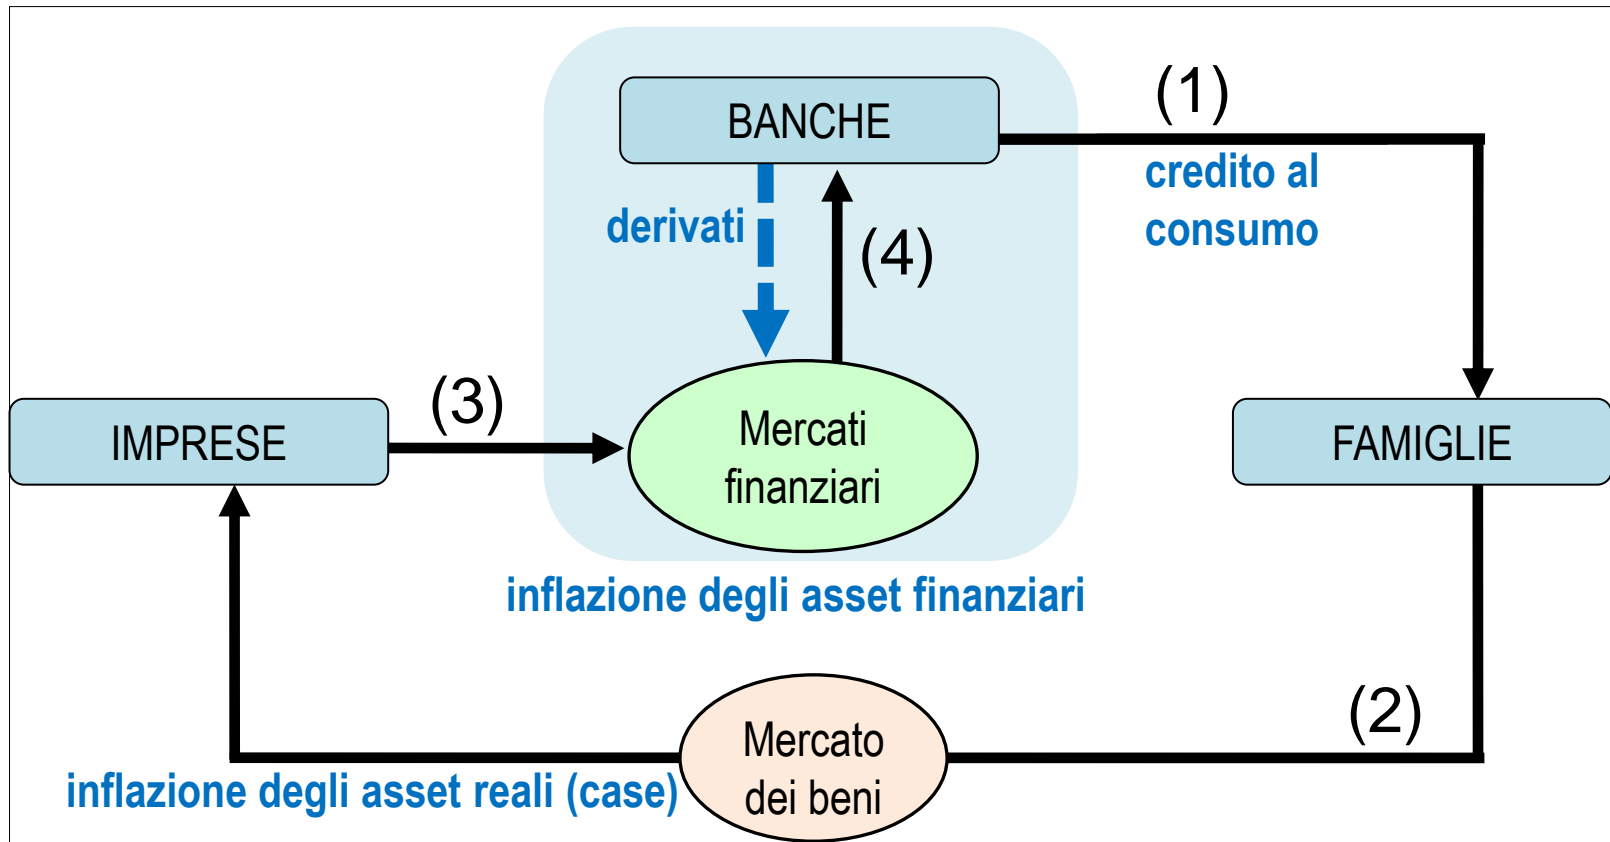 BANCHE
(1)
credito al
consumo
derivati
(4)
IMPRESE
(3)
Mercati
finanziari
FAMIGLIE
inflazione degli asset finanziari
(2)
Mercato
dei beni
inflazione degli asset reali (case)